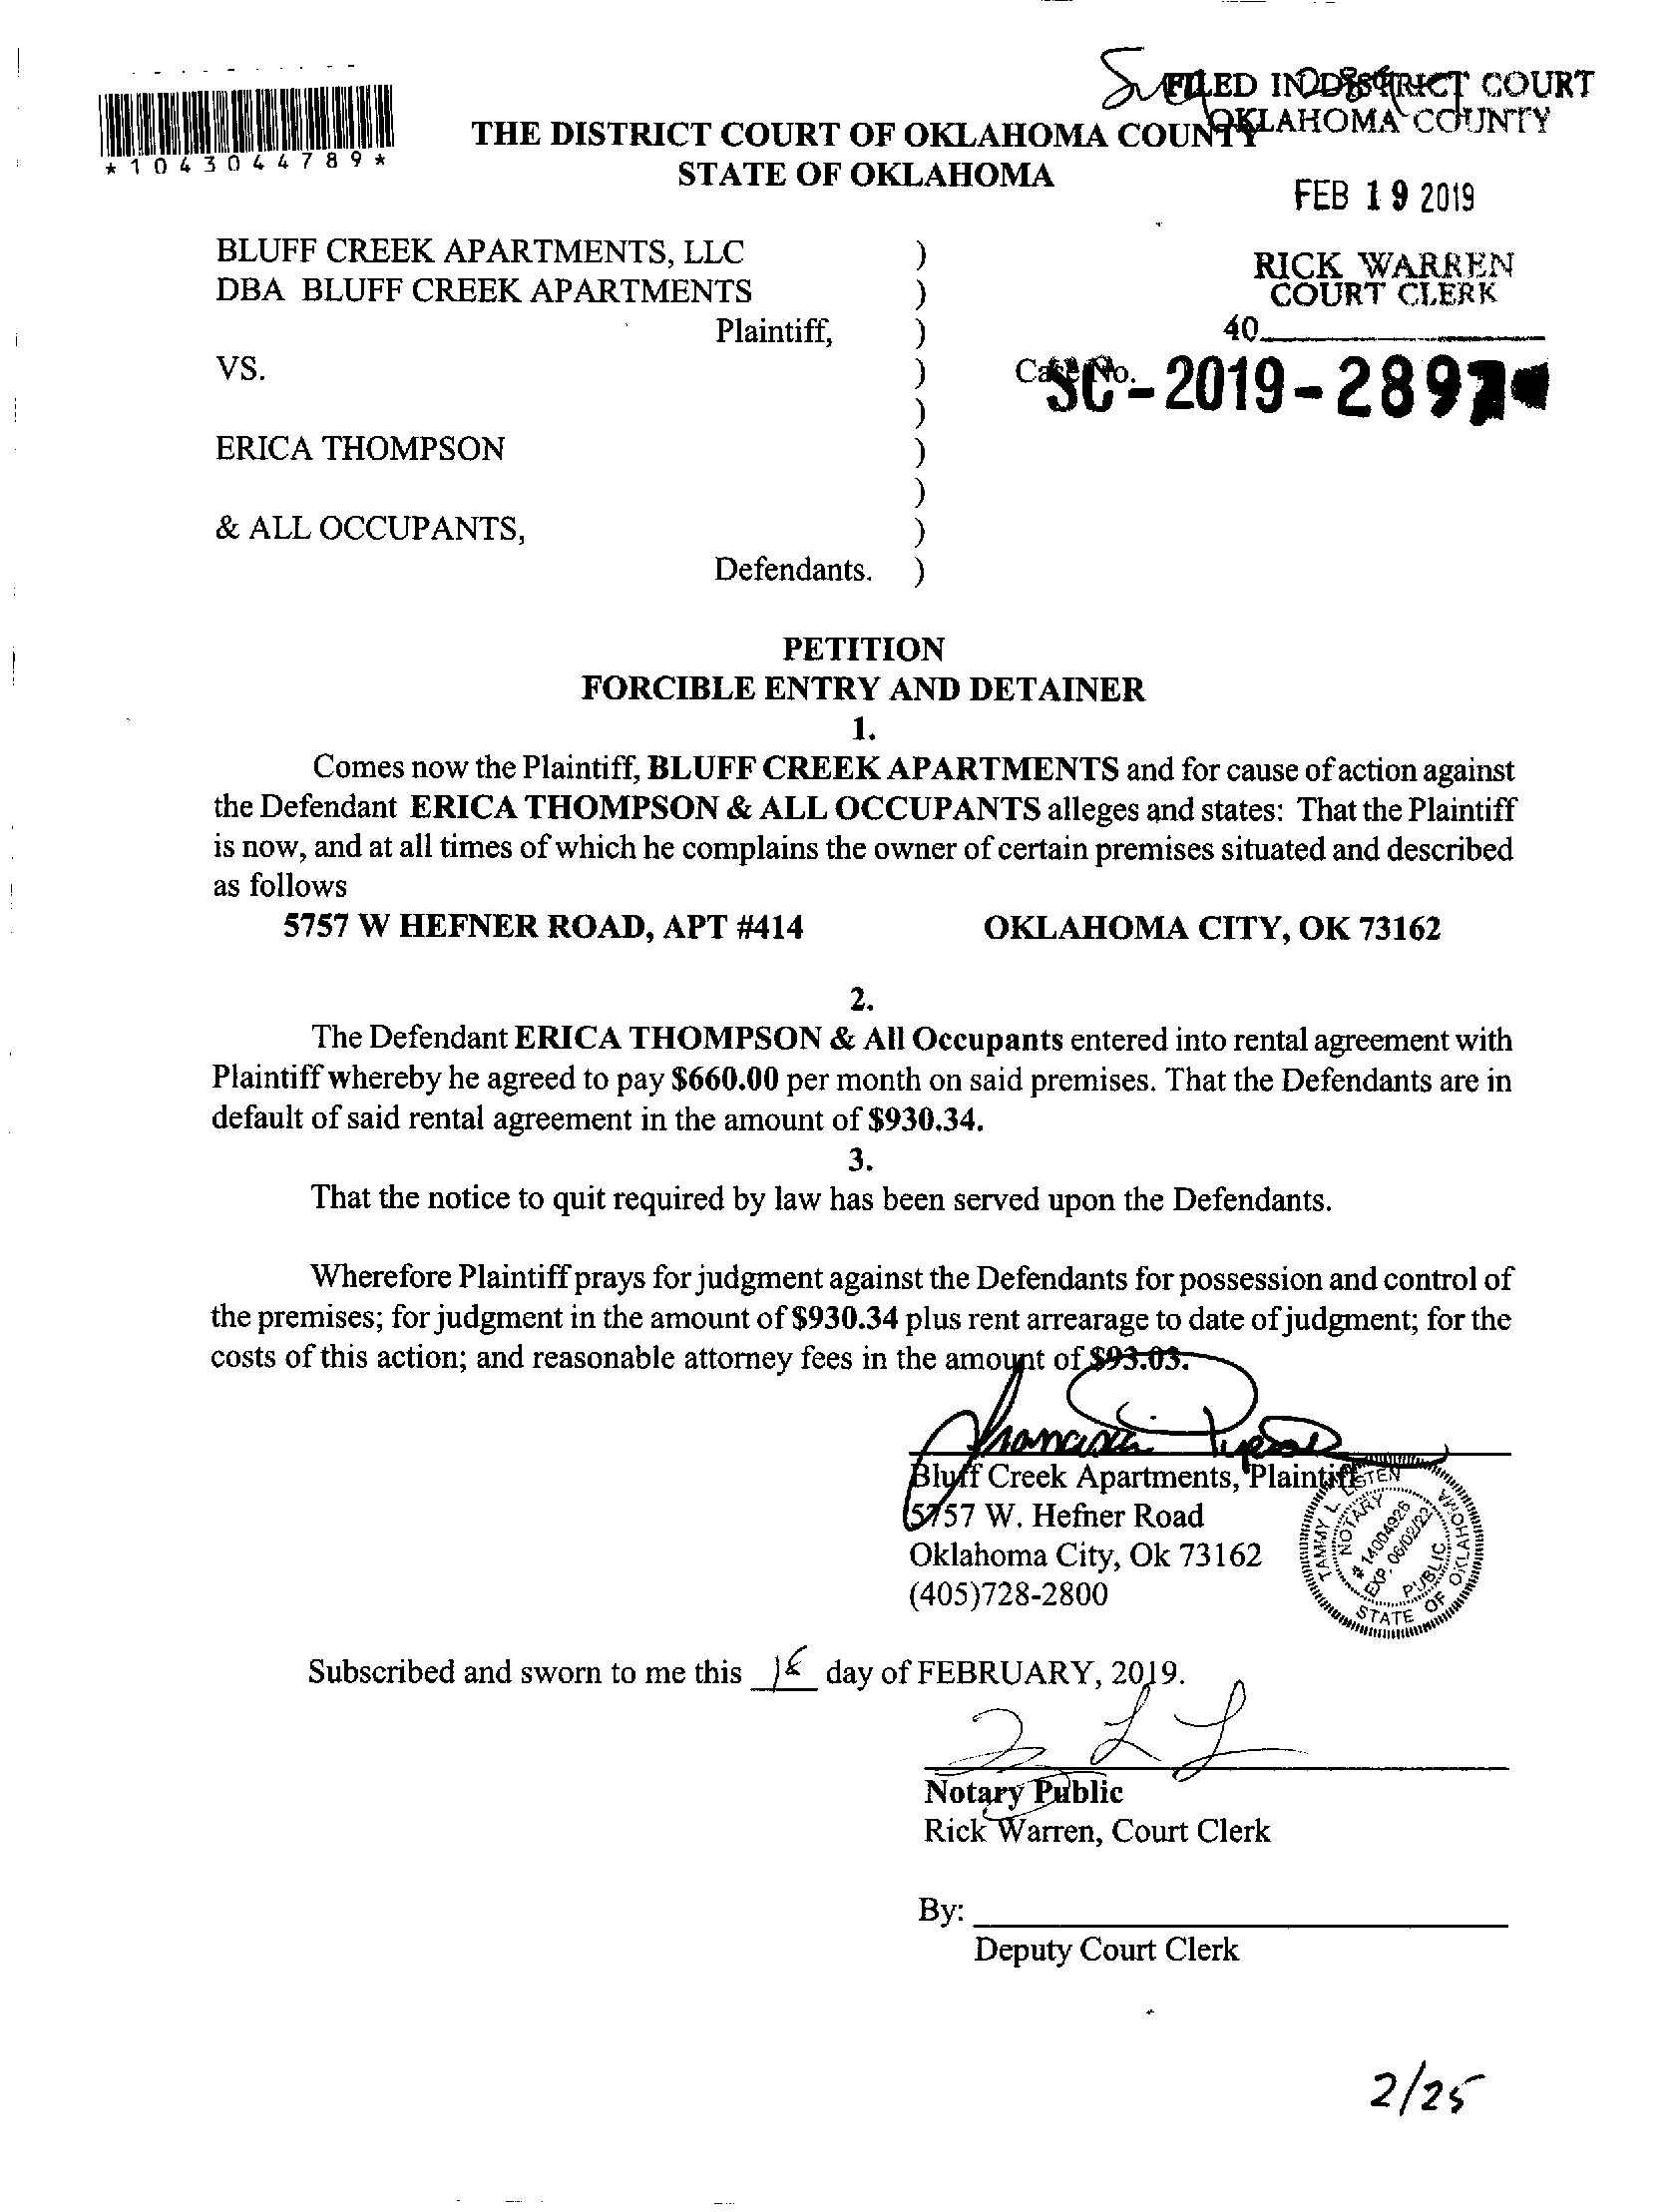 *1043044789*
FILED IN DISTRICT COURT
OKLAHOMA COUNTY
THE DISTRICT COURT OF OKLAHOMA COUNTY
STATE OF OKLAHOMA
FEB 19 2019
RICK WARREN
COURT CLERK
40
BLUFF CREEK APARTMENTS, LLC )
DBA BLUFF CREEK APARTMENTS )
Plaintiff, )
VS. ) Case No. SC-2019-289
)
ERICA THOMPSON )
)
& ALL OCCUPANTS, )
Defendants. )
PETITION
FORCIBLE ENTRY AND DETAINER
1.
Comes now the Plaintiff, BLUFF CREEK APARTMENTS and for cause of action against
the Defendant ERICA THOMPSON & ALL OCCUPANTS alleges and states: That the Plaintiff
is now, and at all times of which he complains the owner of certain premises situated and described
as follows
5757 W HEFNER ROAD, APT #414 OKLAHOMA CITY, OK 73162
2.
The Defendant ERICA THOMPSON & All Occupants entered into rental agreement with
Plaintiff whereby he agreed to pay $660.00 per month on said premises. That the Defendants are in
default of said rental agreement in the amount of $930.34.
3.
That the notice to quit required by law has been served upon the Defendants.
Wherefore Plaintiff prays for judgment against the Defendants for possession and control of
the premises; for judgment in the amount of $930.34 plus rent arrearage to date of judgment; for the
costs of this action; and reasonable attorney fees in the amount of $93.03.
Bluff Creek Apartments, Plaintiff
5757 W. Hefner Road
Oklahoma City, Ok 73162
(405)728-2800
TAMMY L. LISTEN
NOTARY
# 14004926
EXP. 06/02/22
PUBLIC
STATE OF OKLAHOMA
Subscribed and sworn to me this 18 day of FEBRUARY, 2019.
Notary Public
Rick Warren, Court Clerk
By:
Deputy Court Clerk
2/25